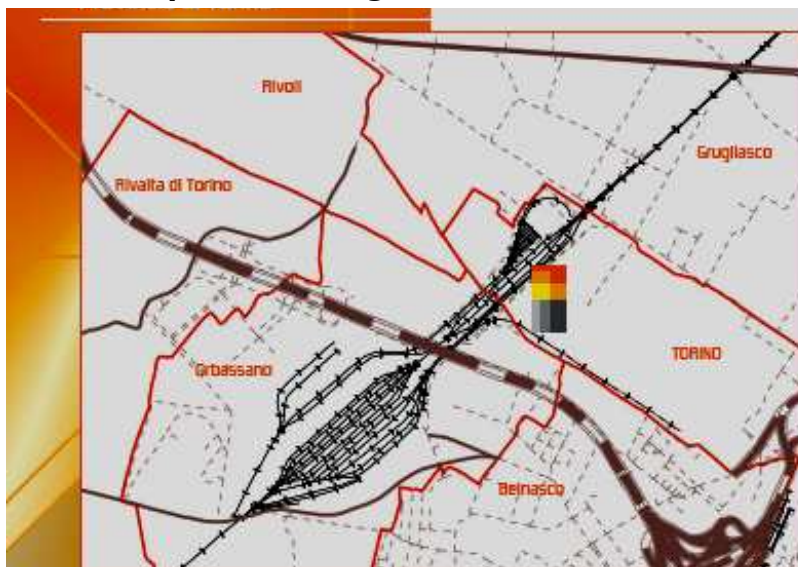 Rivoli
Grugliasco
Rivalta di Torino
TORINO
Orbassano
Beinasco